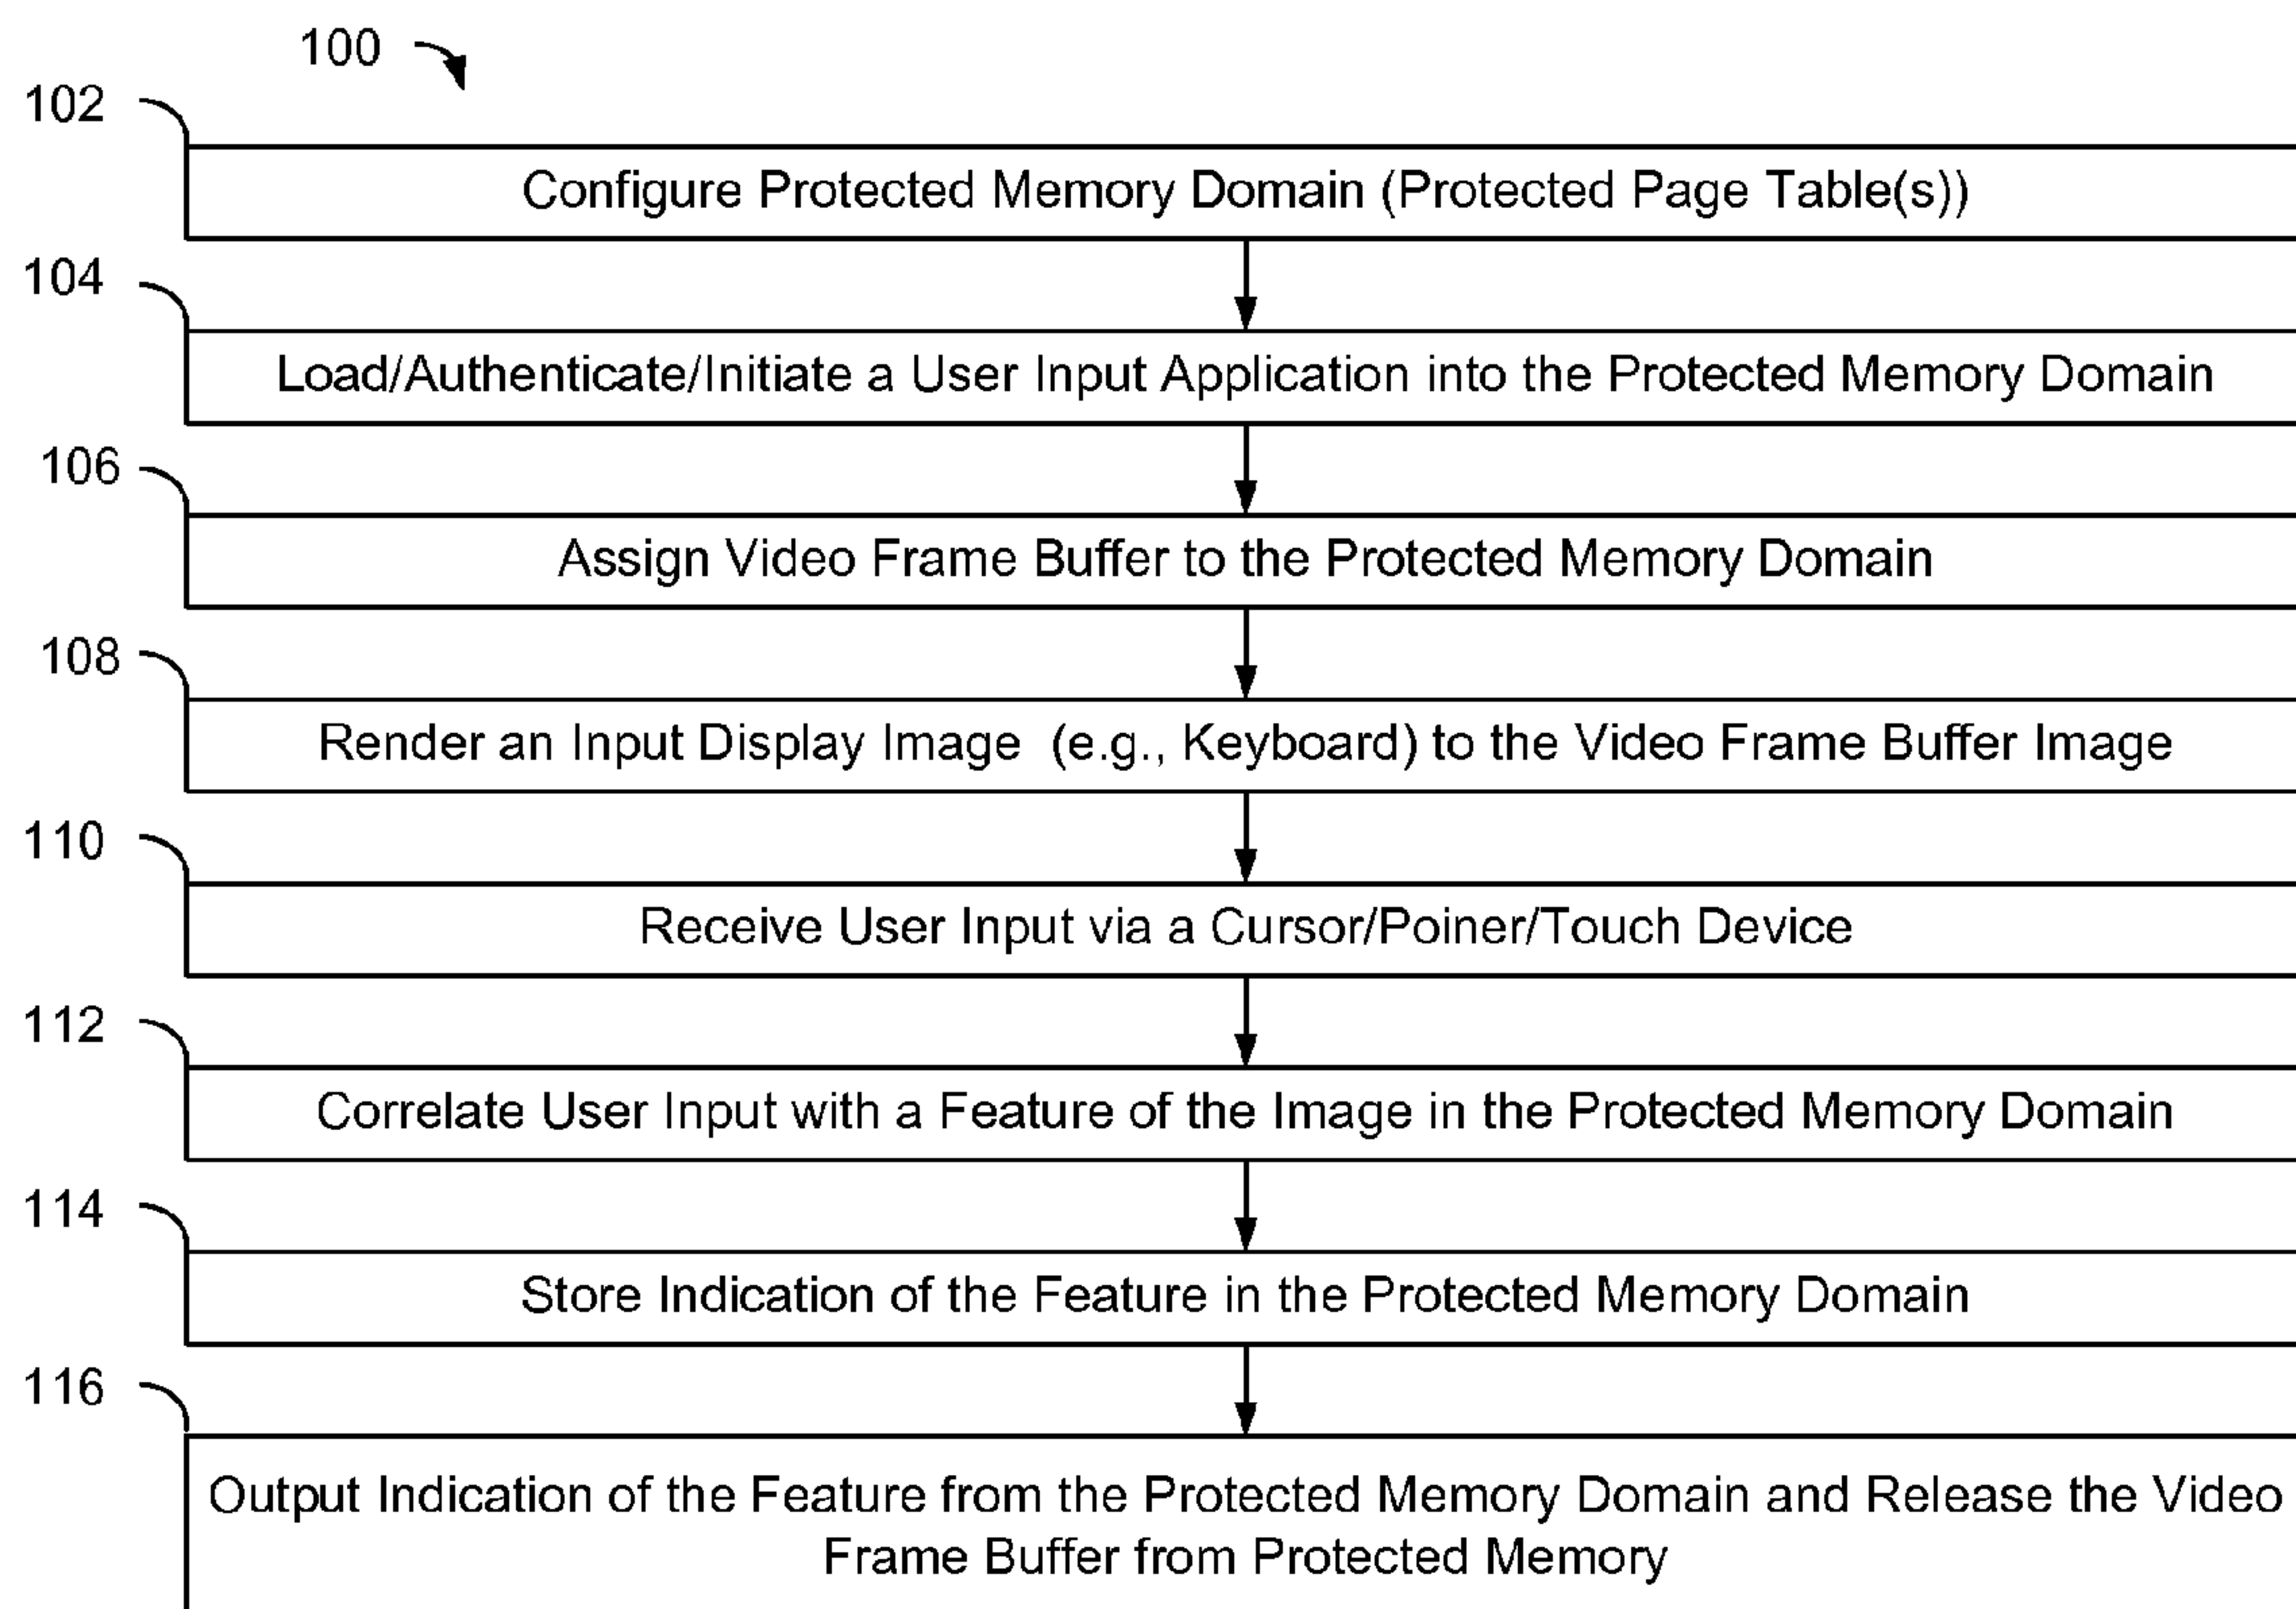 100
102
Configure Protected Memory Domain (Protected Page Table(s))
104
Load/Authenticate/Initiate a User Input Application into the Protected Memory Domain
106
Assign Video Frame Buffer to the Protected Memory Domain
108
Render an Input Display Image (e.g., Keyboard) to the Video Frame Buffer Image
110
Receive User Input via a Cursor/Poiner/Touch Device
112
Correlate User Input with a Feature of the Image in the Protected Memory Domain
114
Store Indication of the Feature in the Protected Memory Domain
116
Output Indication of the Feature from the Protected Memory Domain and Release the Video
Frame Buffer from Protected Memory